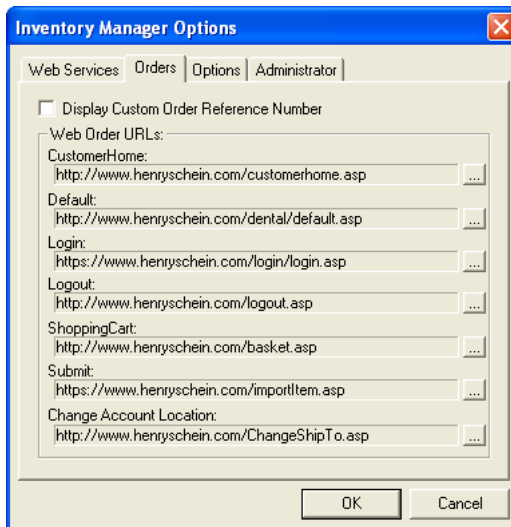 Inventory Manager Options
Web Services Orders Options Administrator
Display Custom Order Reference Number
Web Order URLs:
CustomerHome:
http://www.henryschein.com/customerhome.asp ...
Default:
http://www.henryschein.com/dental/default.asp ...
Login:
https://www.henryschein.com/login/login.asp ...
Logout:
http://www.henryschein.com/logout.asp ...
ShoppingCart:
http://www.henryschein.com/basket.asp ...
Submit:
https://www.henryschein.com/importItem.asp ...
Change Account Location:
http://www.henryschein.com/ChangeShipTo.asp ...
OK Cancel